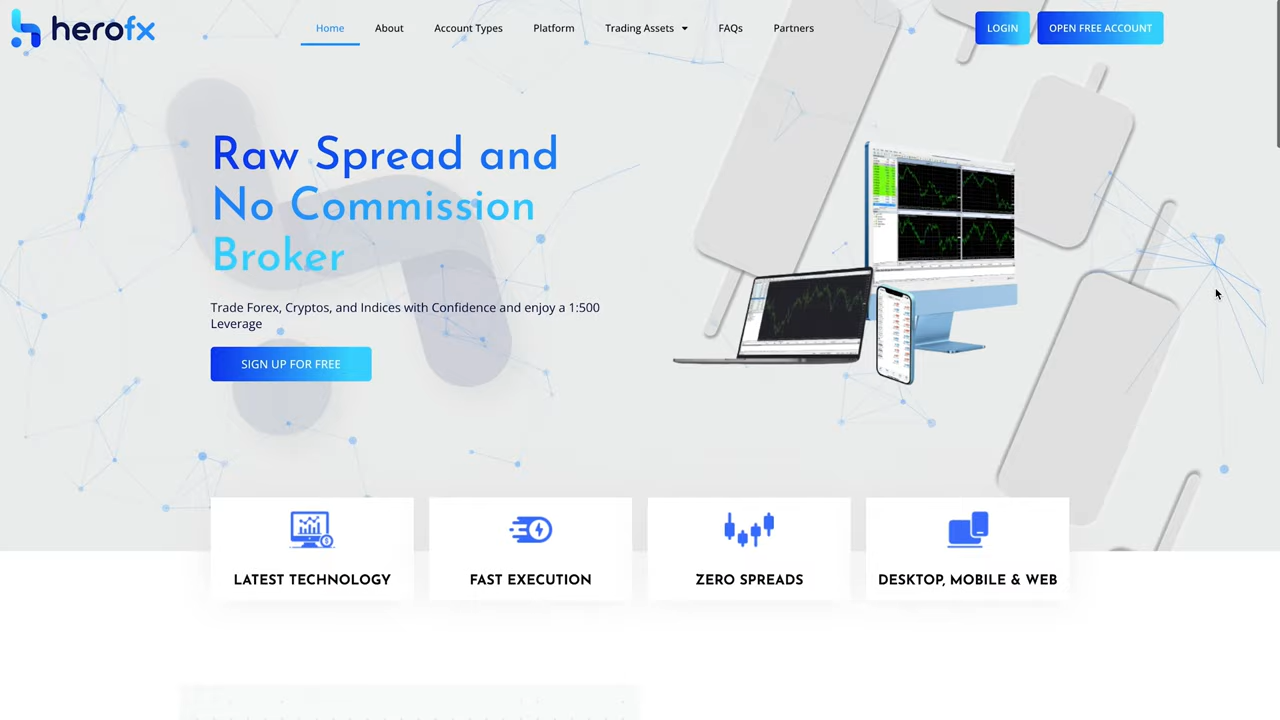 herofx
Home
About
Account Types
Platform
Trading Assets
FAQs
Partners
LOGIN
OPEN FREE ACCOUNT
Raw Spread and
No Commission
Broker
Trade Forex, Cryptos, and Indices with Confidence and enjoy a 1:500
Leverage
SIGN UP FOR FREE
LATEST TECHNOLOGY
FAST EXECUTION
ZERO SPREADS
DESKTOP, MOBILE & WEB